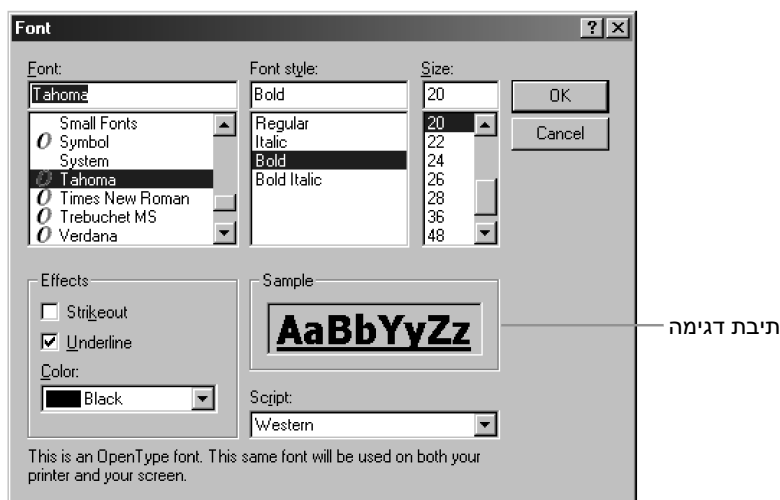 Font
Font: Font style: Size:
Tahoma Bold 20 OK
Small Fonts Regular 20 Cancel
Symbol Italic 22
System Bold 24
Tahoma Bold Italic 26
Times New Roman 28
Trebuchet MS 36
Verdana 48
Effects Sample
Strikeout
Underline AaBbYyZz תיבת דגימה
Color:
Black Script:
Western
This is an OpenType font. This same font will be used on both your
printer and your screen.